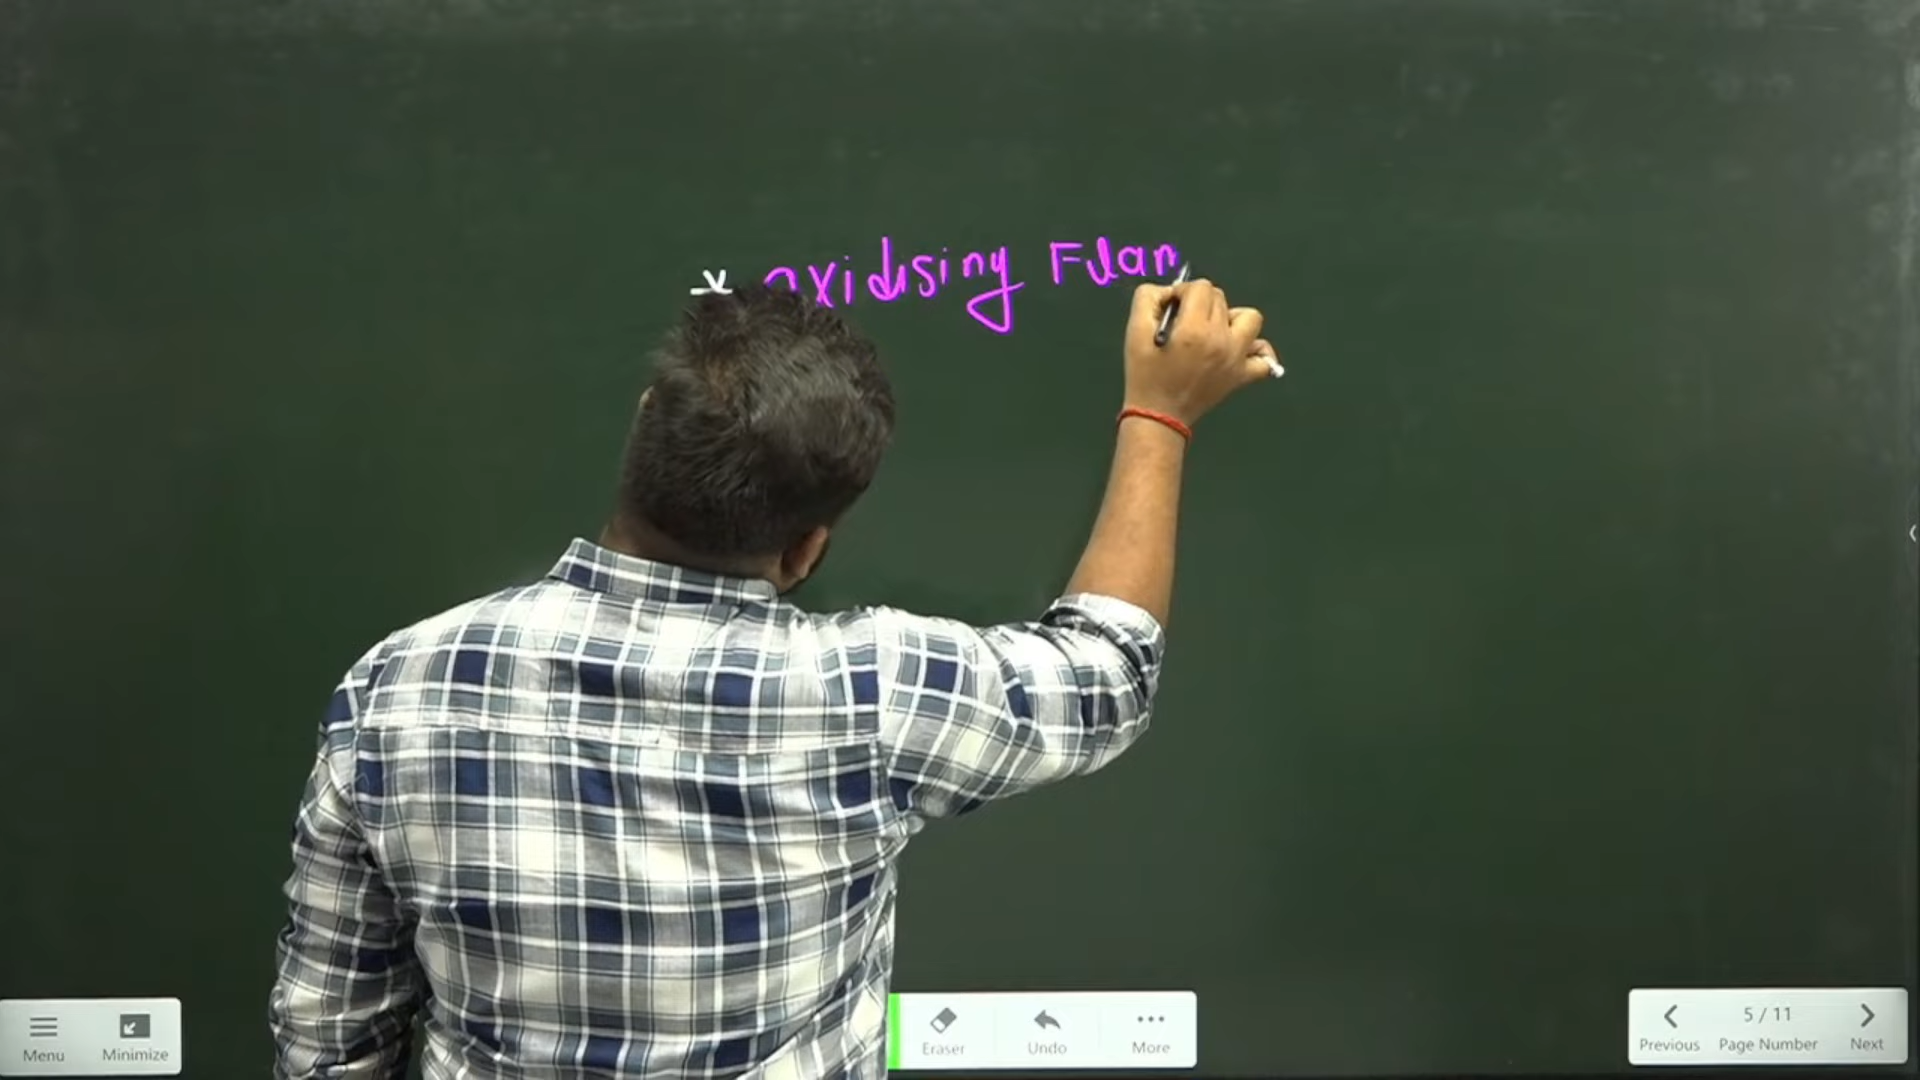 * oxidising Flam
Menu
Minimize
Eraser
Undo
More
5 / 11
Previous
Page Number
Next